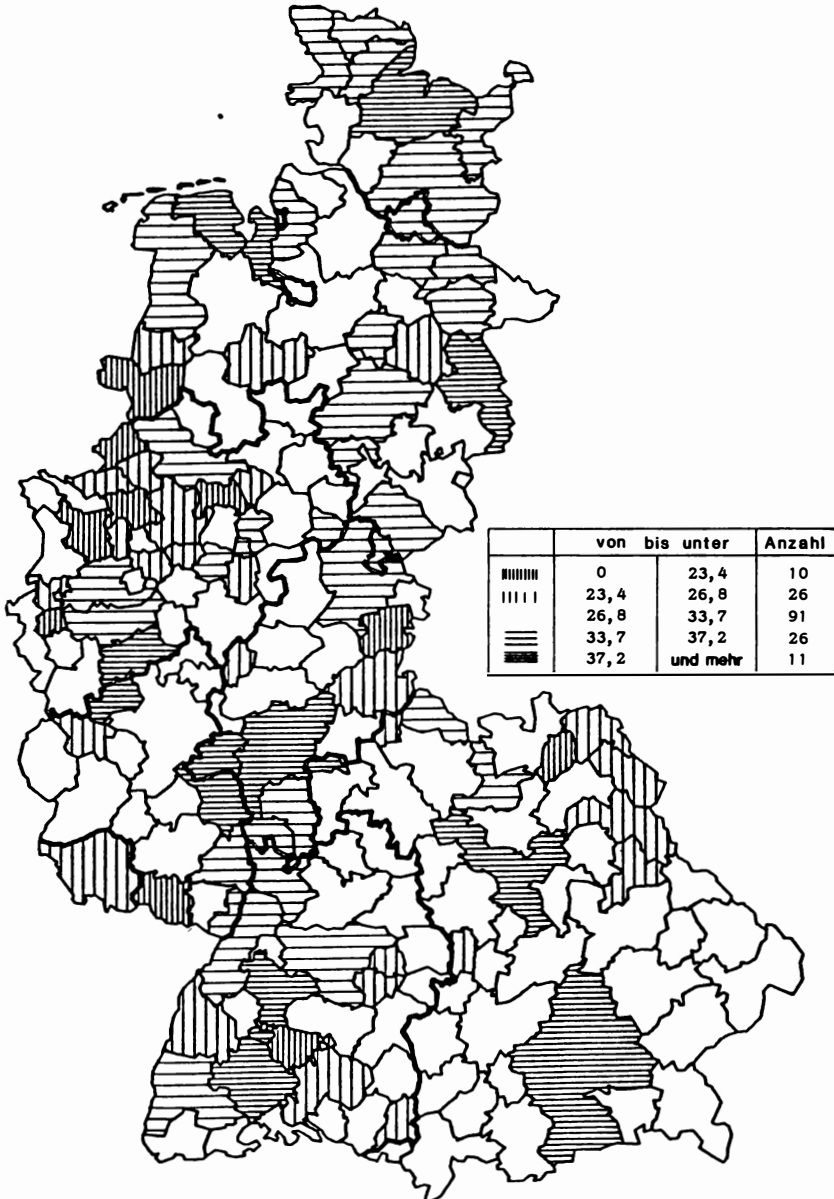 von bis unter Anzahl
0 23,4 10
23,4 26,8 26
26,8 33,7 91
33,7 37,2 26
37,2 und mehr 11